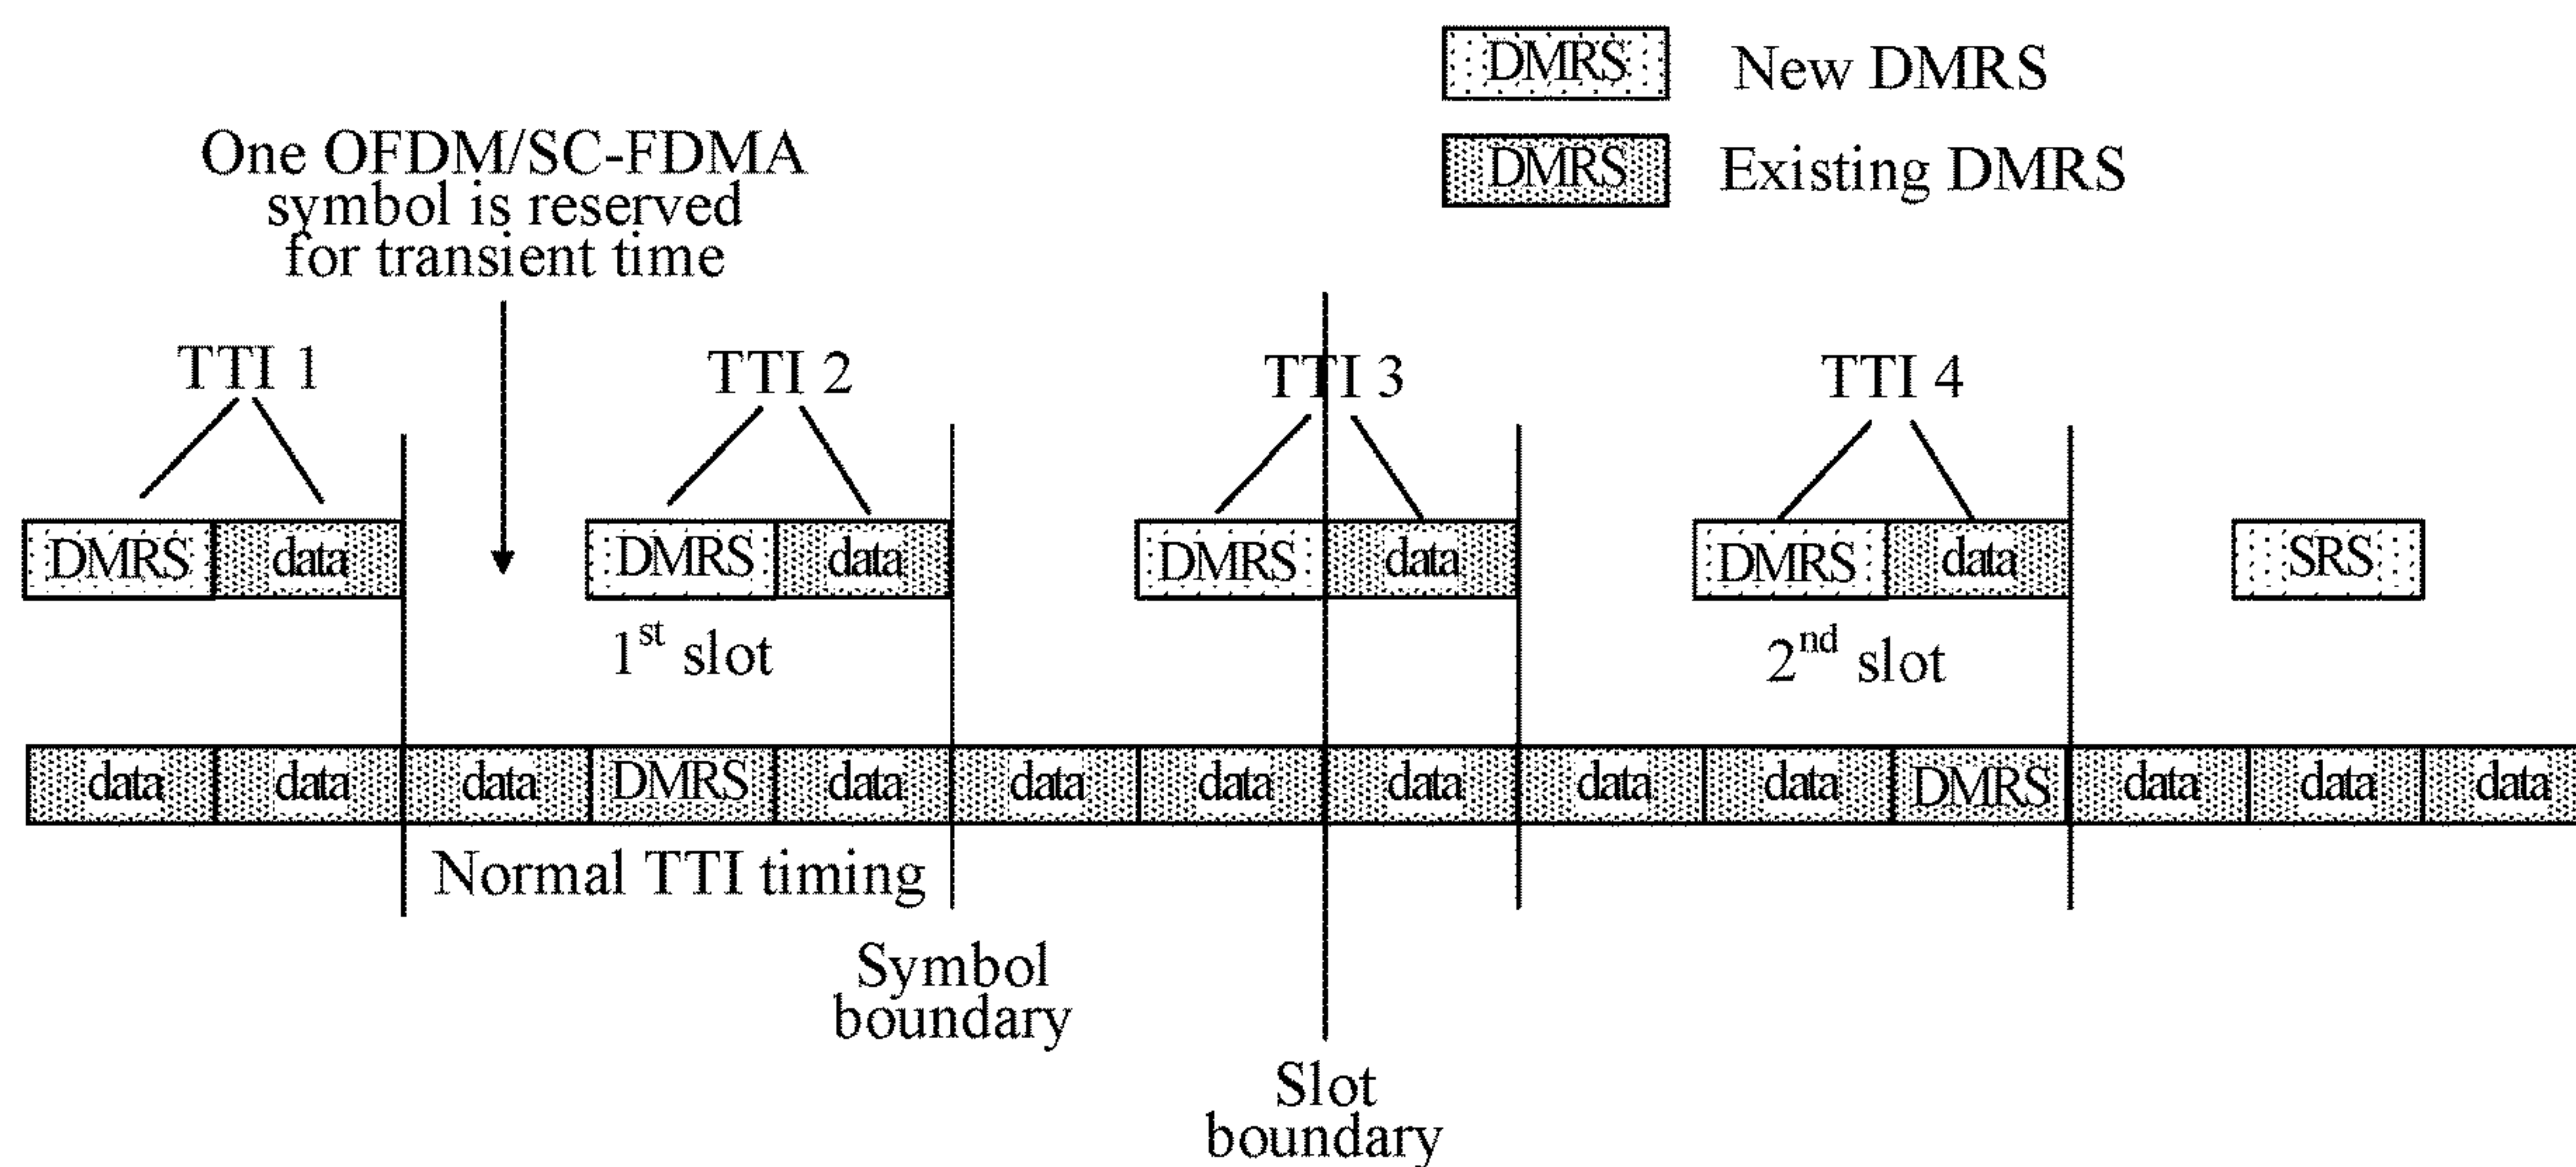 DMRS New DMRS
DMRS Existing DMRS
One OFDM/SC-FDMA
symbol is reserved
for transient time
TTI 1 TTI 2 TTI 3 TTI 4
DMRS data DMRS data DMRS data DMRS data SRS
1st slot 2nd slot
data data data DMRS data data data data data data DMRS data data data
Normal TTI timing
Symbol
boundary
Slot
boundary